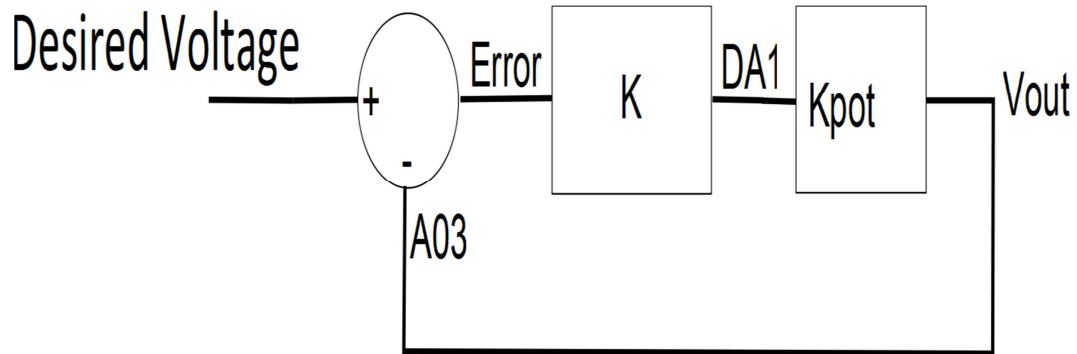 Desired Voltage
+
-
Error
K
DA1
Kpot
Vout
A03